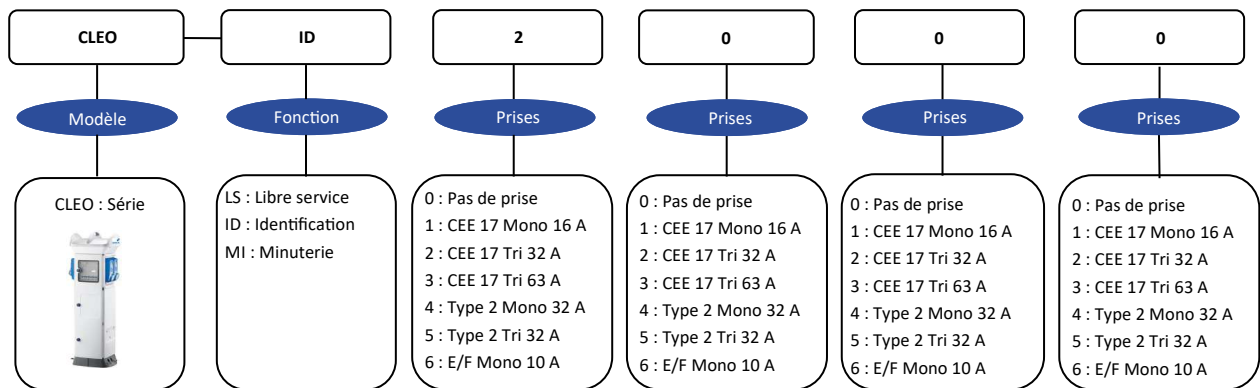 CLEO
ID
2
0
0
0
Modèle
Fonction
Prises
Prises
Prises
Prises
CLEO : Série
LS : Libre service
ID : Identification
MI : Minuterie
0 : Pas de prise
1 : CEE 17 Mono 16 A
2 : CEE 17 Tri 32 A
3 : CEE 17 Tri 63 A
4 : Type 2 Mono 32 A
5 : Type 2 Tri 32 A
6 : E/F Mono 10 A
0 : Pas de prise
1 : CEE 17 Mono 16 A
2 : CEE 17 Tri 32 A
3 : CEE 17 Tri 63 A
4 : Type 2 Mono 32 A
5 : Type 2 Tri 32 A
6 : E/F Mono 10 A
0 : Pas de prise
1 : CEE 17 Mono 16 A
2 : CEE 17 Tri 32 A
3 : CEE 17 Tri 63 A
4 : Type 2 Mono 32 A
5 : Type 2 Tri 32 A
6 : E/F Mono 10 A
0 : Pas de prise
1 : CEE 17 Mono 16 A
2 : CEE 17 Tri 32 A
3 : CEE 17 Tri 63 A
4 : Type 2 Mono 32 A
5 : Type 2 Tri 32 A
6 : E/F Mono 10 A